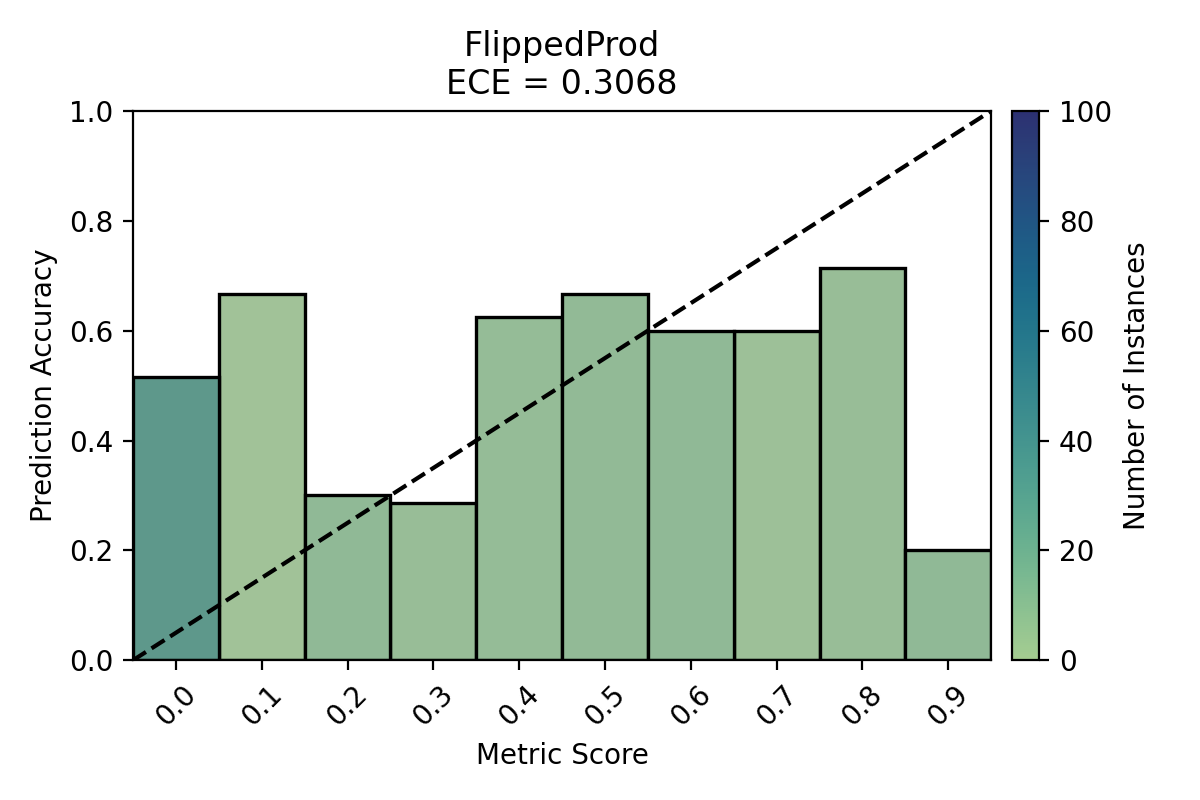 FlippedProd
ECE = 0.3068
Prediction Accuracy
1.0
0.8
0.6
0.4
0.2
0.0
0.0 0.1 0.2 0.3 0.4 0.5 0.6 0.7 0.8 0.9
Metric Score
100
80
60
40
20
0
Number of Instances